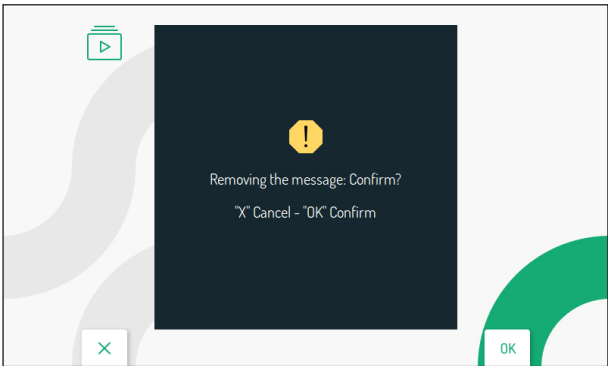 Removing the message: Confirm?
"X" Cancel - "OK" Confirm
OK